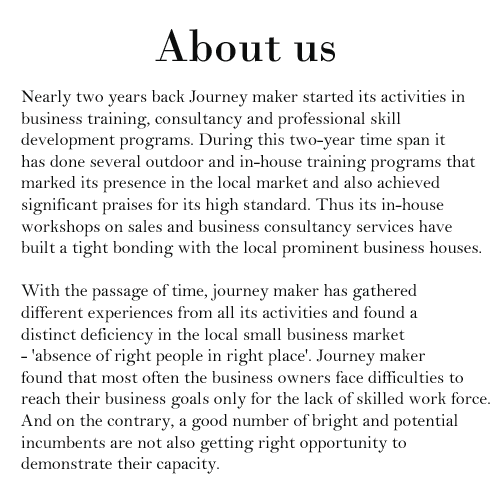 About us
Nearly two years back Journey maker started its activities in
business training, consultancy and professional skill
development programs. During this two-year time span it
has done several outdoor and in-house training programs that
marked its presence in the local market and also achieved
significant praises for its high standard. Thus its in-house
workshops on sales and business consultancy services have
built a tight bonding with the local prominent business houses.
With the passage of time, journey maker has gathered
different experiences from all its activities and found a
distinct deficiency in the local small business market
- 'absence of right people in right place'. Journey maker
found that most often the business owners face difficulties to
reach their business goals only for the lack of skilled work force.
And on the contrary, a good number of bright and potential
incumbents are not also getting right opportunity to
demonstrate their capacity.